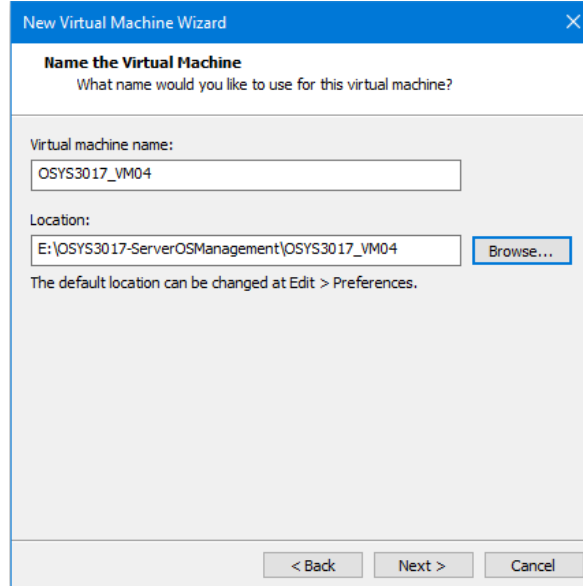 New Virtual Machine Wizard
Name the Virtual Machine
What name would you like to use for this virtual machine?
Virtual machine name:
OSYS3017_VM04
Location:
E:\OSYS3017-ServerOSManagement\OSYS3017_VM04
Browse...
The default location can be changed at Edit > Preferences.
< Back
Next >
Cancel